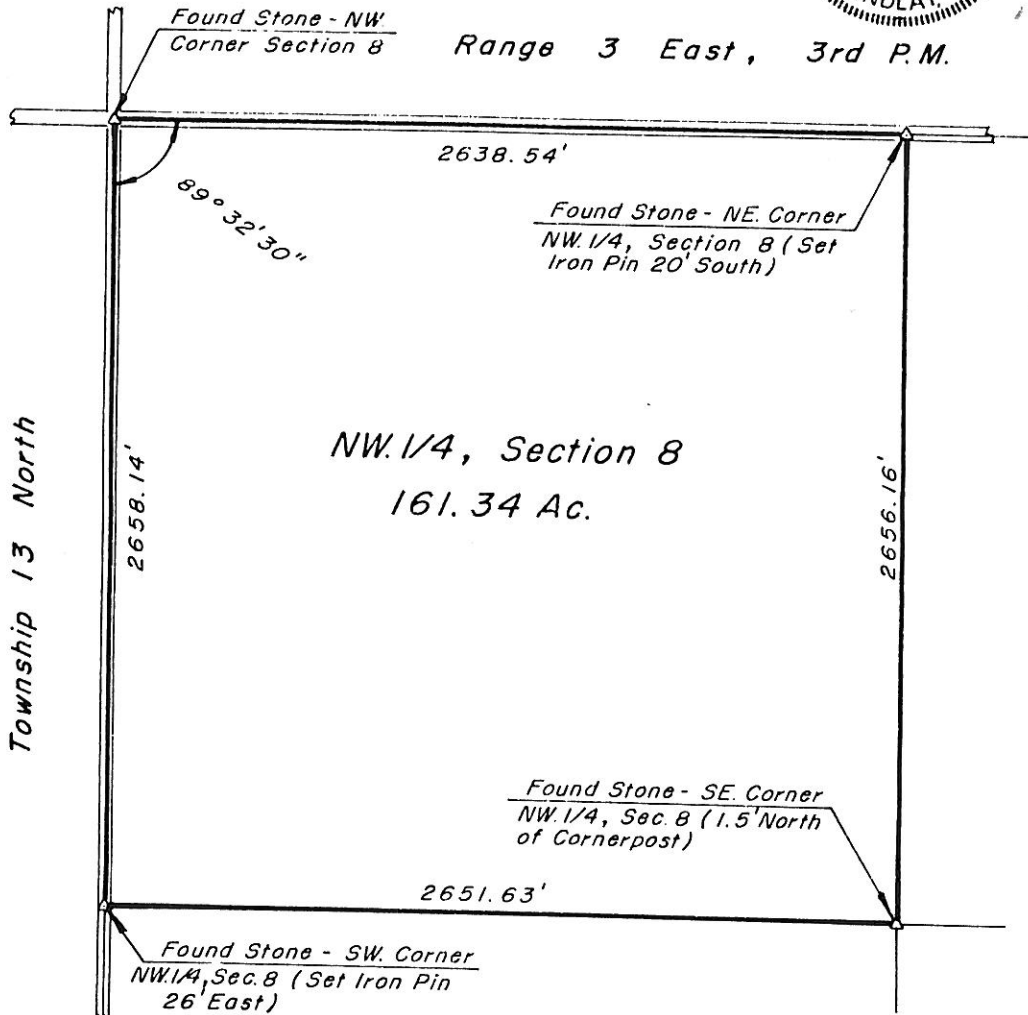 Found Stone - NW.
Corner Section 8
Range 3 East, 3rd P.M.
2638.54'
89°32'30"
Found Stone - NE. Corner
NW. 1/4, Section 8 (Set
Iron Pin 20' South)
Township 13 North
2658.14'
NW. 1/4, Section 8
161.34 Ac.
2656.16'
Found Stone - SE. Corner
NW. 1/4, Sec. 8 (1.5' North
of Cornerpost)
2651.63'
Found Stone - SW. Corner
NW. 1/4, Sec. 8 (Set Iron Pin
26' East)